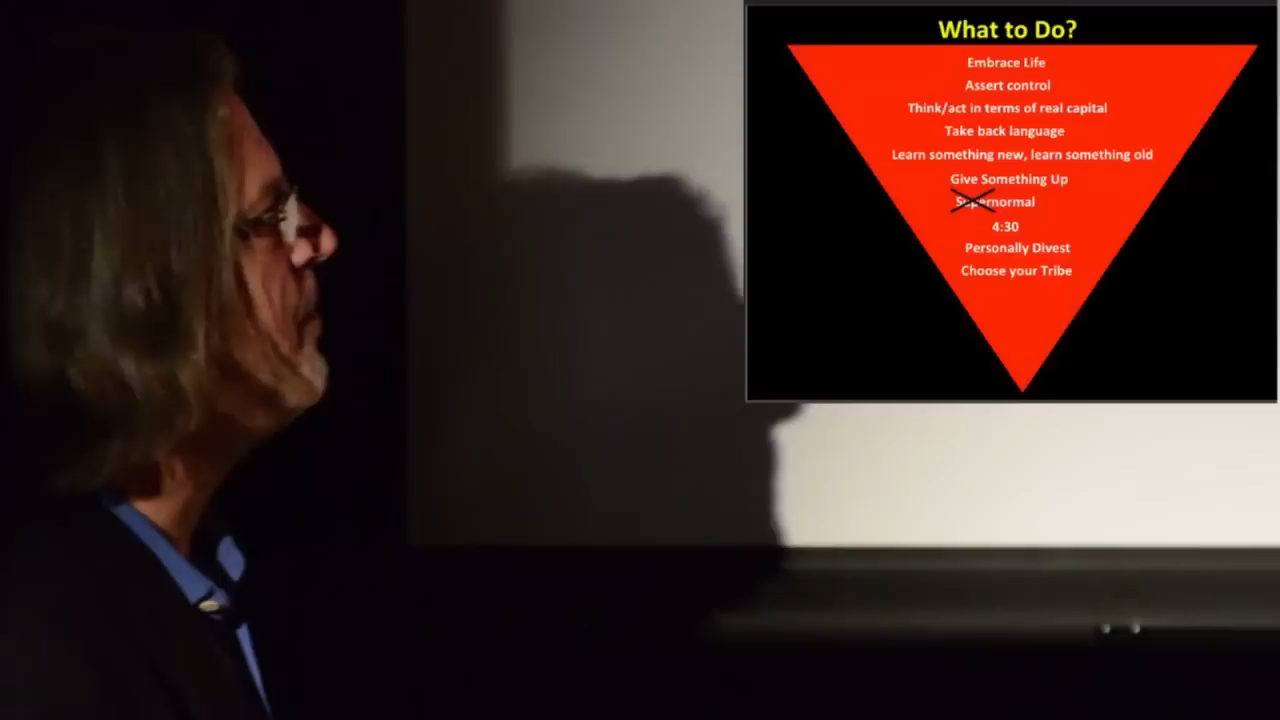 What to Do?
Embrace Life
Assert control
Think/act in terms of real capital
Take back language
Learn something new, learn something old
Give Something Up
Supernormal
4:30
Personally Divest
Choose your Tribe